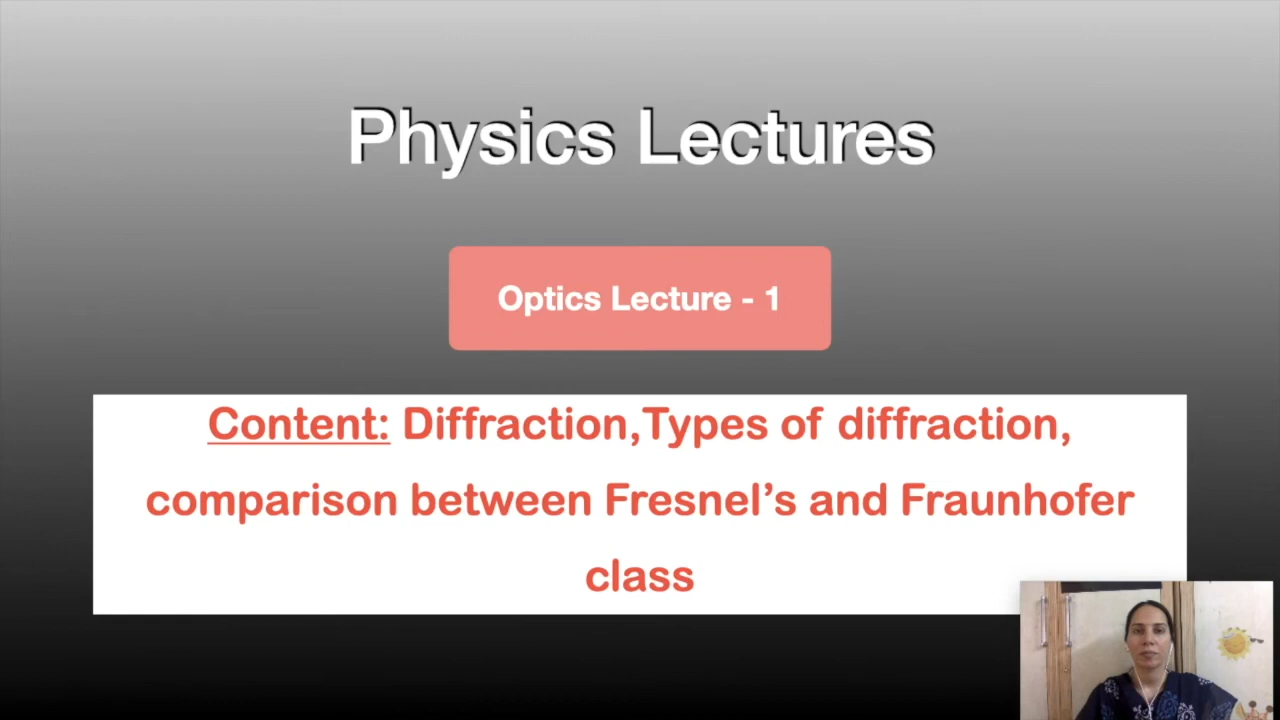 Physics Lectures
Optics Lecture - 1
Content: Diffraction,Types of diffraction,
comparison between Fresnel’s and Fraunhofer
class